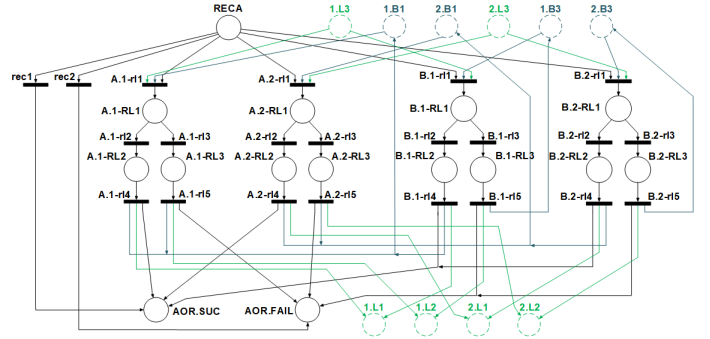 RECA 1.L3 1.B1 2.B1 2.L3 1.B3 2.B3
rec1 rec2 A.1-rl1 A.2-rl1 B.1-rl1 B.2-rl1
A.1-RL1 A.2-RL1 B.1-RL1 B.2-RL1
A.1-rl2 A.1-rl3 A.2-rl2 A.2-rl3 B.1-rl2 B.1-rl3 B.2-rl2 B.2-rl3
A.1-RL2 A.1-RL3 A.2-RL2 A.2-RL3 B.1-RL2 B.1-RL3 B.2-RL2 B.2-RL3
A.1-rl4 A.1-rl5 A.2-rl4 A.2-rl5 B.1-rl4 B.1-rl5 B.2-rl4 B.2-rl5
AOR.SUC AOR.FAIL 1.L1 1.L2 2.L1 2.L2